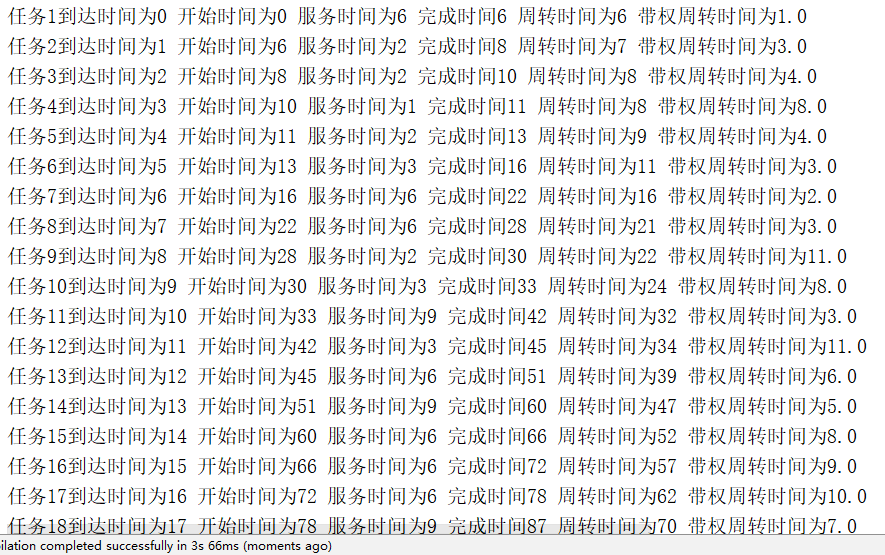 任务1到达时间为0 开始时间为0 服务时间为6 完成时间6 周转时间为6 带权周转时间为1.0
任务2到达时间为1 开始时间为6 服务时间为2 完成时间8 周转时间为7 带权周转时间为3.0
任务3到达时间为2 开始时间为8 服务时间为2 完成时间10 周转时间为8 带权周转时间为4.0
任务4到达时间为3 开始时间为10 服务时间为1 完成时间11 周转时间为8 带权周转时间为8.0
任务5到达时间为4 开始时间为11 服务时间为2 完成时间13 周转时间为9 带权周转时间为4.0
任务6到达时间为5 开始时间为13 服务时间为3 完成时间16 周转时间为11 带权周转时间为3.0
任务7到达时间为6 开始时间为16 服务时间为6 完成时间22 周转时间为16 带权周转时间为2.0
任务8到达时间为7 开始时间为22 服务时间为6 完成时间28 周转时间为21 带权周转时间为3.0
任务9到达时间为8 开始时间为28 服务时间为2 完成时间30 周转时间为22 带权周转时间为11.0
任务10到达时间为9 开始时间为30 服务时间为3 完成时间33 周转时间为24 带权周转时间为8.0
任务11到达时间为10 开始时间为33 服务时间为9 完成时间42 周转时间为32 带权周转时间为3.0
任务12到达时间为11 开始时间为42 服务时间为3 完成时间45 周转时间为34 带权周转时间为11.0
任务13到达时间为12 开始时间为45 服务时间为6 完成时间51 周转时间为39 带权周转时间为6.0
任务14到达时间为13 开始时间为51 服务时间为9 完成时间60 周转时间为47 带权周转时间为5.0
任务15到达时间为14 开始时间为60 服务时间为6 完成时间66 周转时间为52 带权周转时间为8.0
任务16到达时间为15 开始时间为66 服务时间为6 完成时间72 周转时间为57 带权周转时间为9.0
任务17到达时间为16 开始时间为72 服务时间为6 完成时间78 周转时间为62 带权周转时间为10.0
任务18到达时间为17 开始时间为78 服务时间为9 完成时间87 周转时间为70 带权周转时间为7.0
pilation completed successfully in 3s 66ms (moments ago)